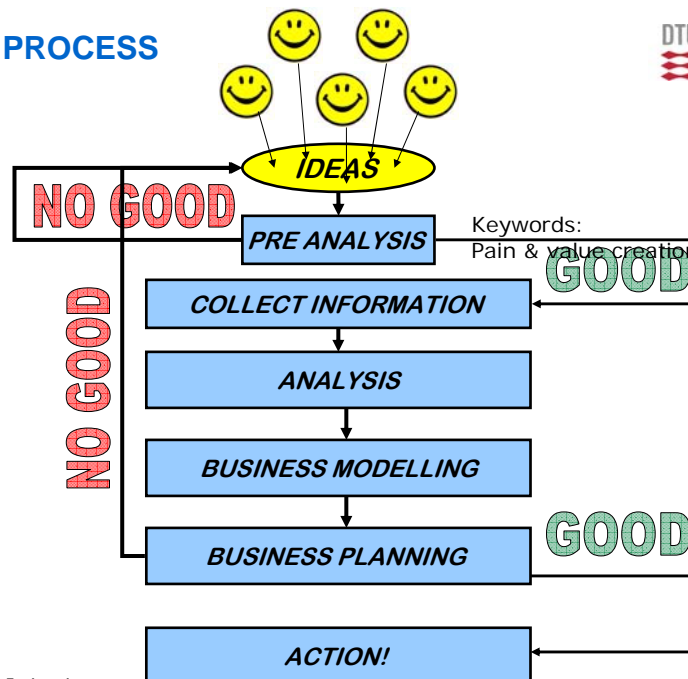 PROCESS
IDEAS
NO GOOD
PRE ANALYSIS
Keywords:
Pain & value creation
GOOD
COLLECT INFORMATION
NO GOOD
ANALYSIS
BUSINESS MODELLING
GOOD
BUSINESS PLANNING
ACTION!